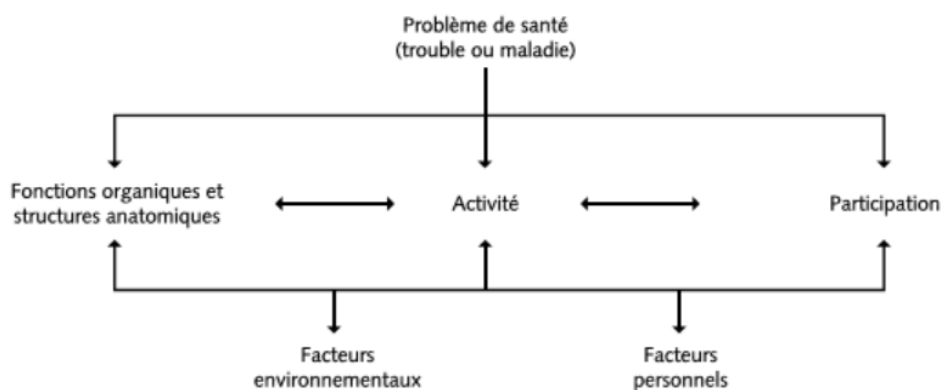 Problème de santé
(trouble ou maladie)
Fonctions organiques et
structures anatomiques
Activité
Participation
Facteurs
environnementaux
Facteurs
personnels